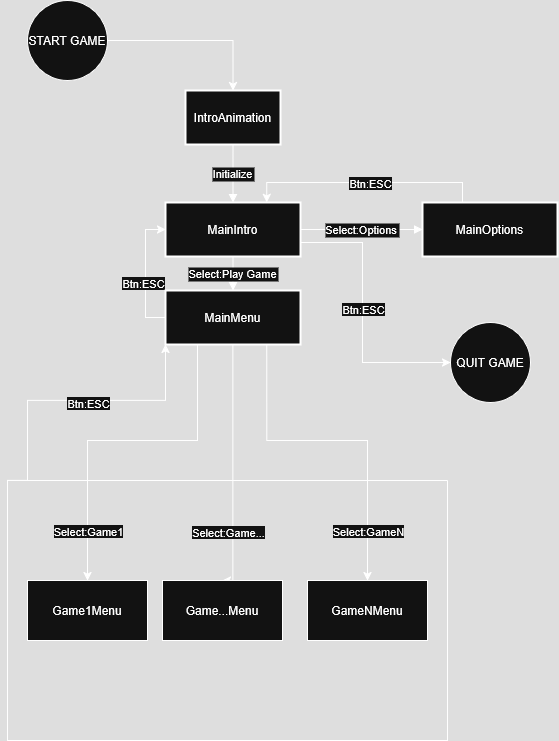 START GAME
IntroAnimation
Initialize
Btn:ESC
MainIntro
Select:Options
MainOptions
Select:Play Game
Btn:ESC
MainMenu
Btn:ESC
QUIT GAME
Btn:ESC
Select:Game1
Select:Game...
Select:GameN
Game1Menu
Game...Menu
GameNMenu